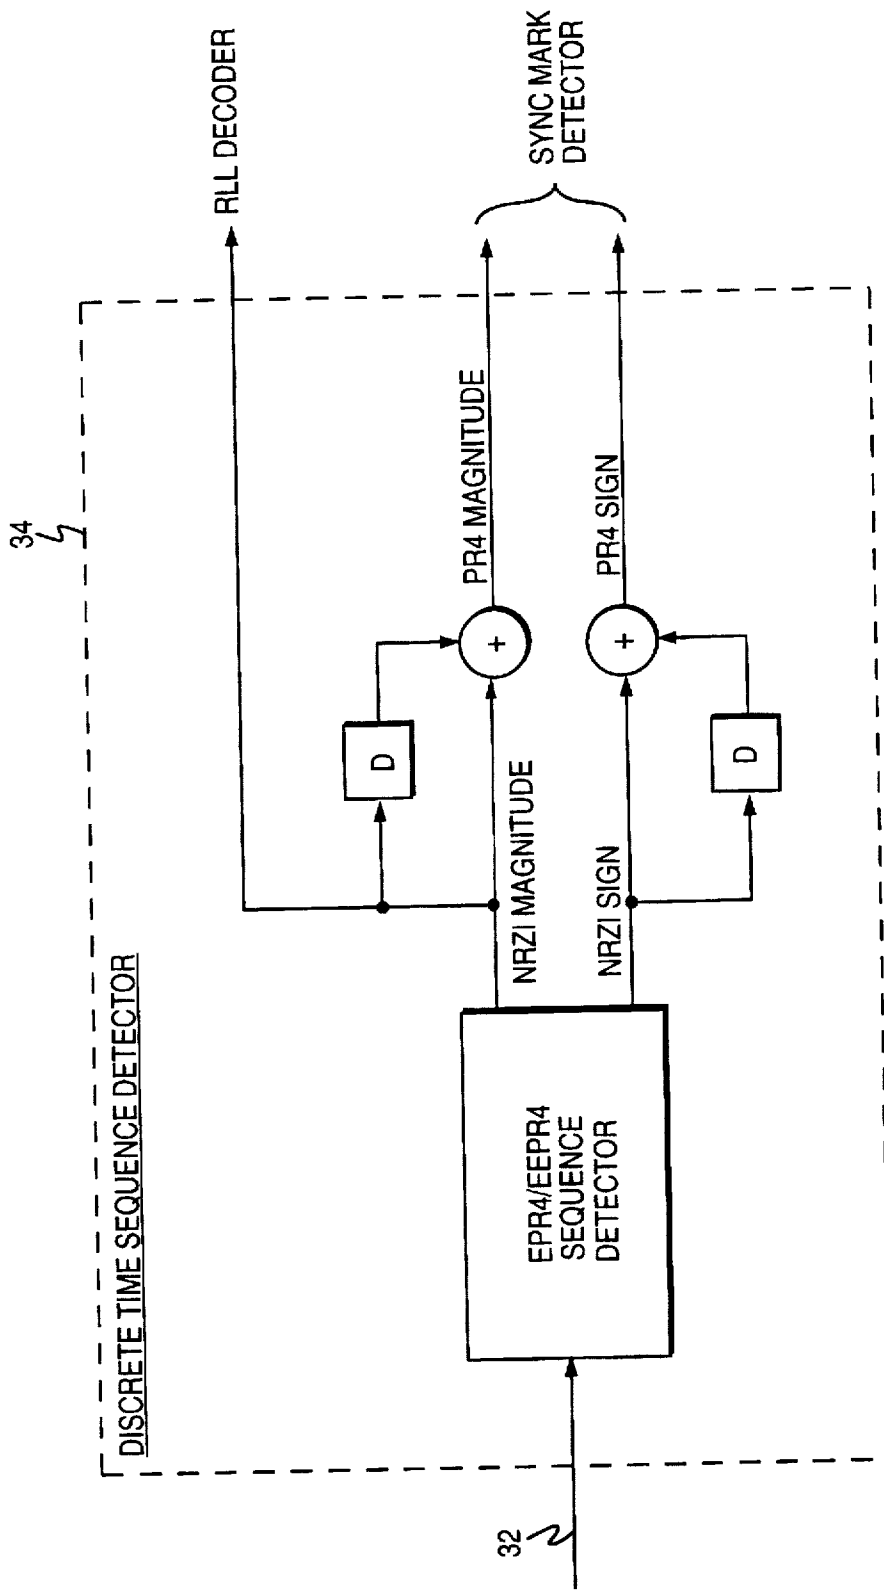 34
DISCRETE TIME SEQUENCE DETECTOR
RLL DECODER
32
EPR4/EEPR4
SEQUENCE
DETECTOR
NRZI MAGNITUDE
D
+
PR4 MAGNITUDE
NRZI SIGN
D
+
PR4 SIGN
SYNC MARK
DETECTOR